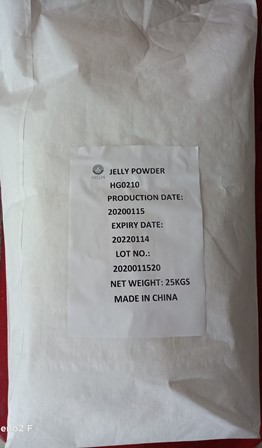 JELLY POWDER
HG0210
PRODUCTION DATE:
20200115
EXPIRY DATE:
20220114
LOT NO.:
2020011520
NET WEIGHT: 25KGS
MADE IN CHINA